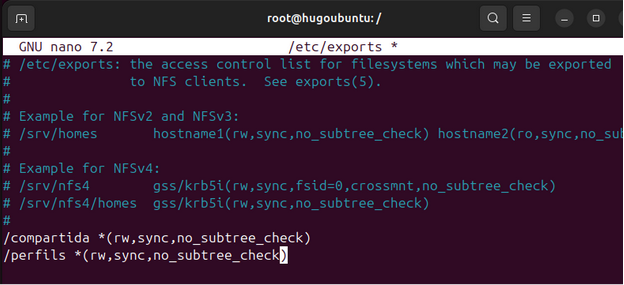 root@hugoubuntu: /
GNU nano 7.2 /etc/exports *
# /etc/exports: the access control list for filesystems which may be exported
# to NFS clients. See exports(5).
#
# Example for NFSv2 and NFSv3:
# /srv/homes hostname1(rw,sync,no_subtree_check) hostname2(ro,sync,no_sub
#
# Example for NFSv4:
# /srv/nfs4 gss/krb5i(rw,sync,fsid=0,crossmnt,no_subtree_check)
# /srv/nfs4/homes gss/krb5i(rw,sync,no_subtree_check)
#
/compartida *(rw,sync,no_subtree_check)
/perfils *(rw,sync,no_subtree_check)